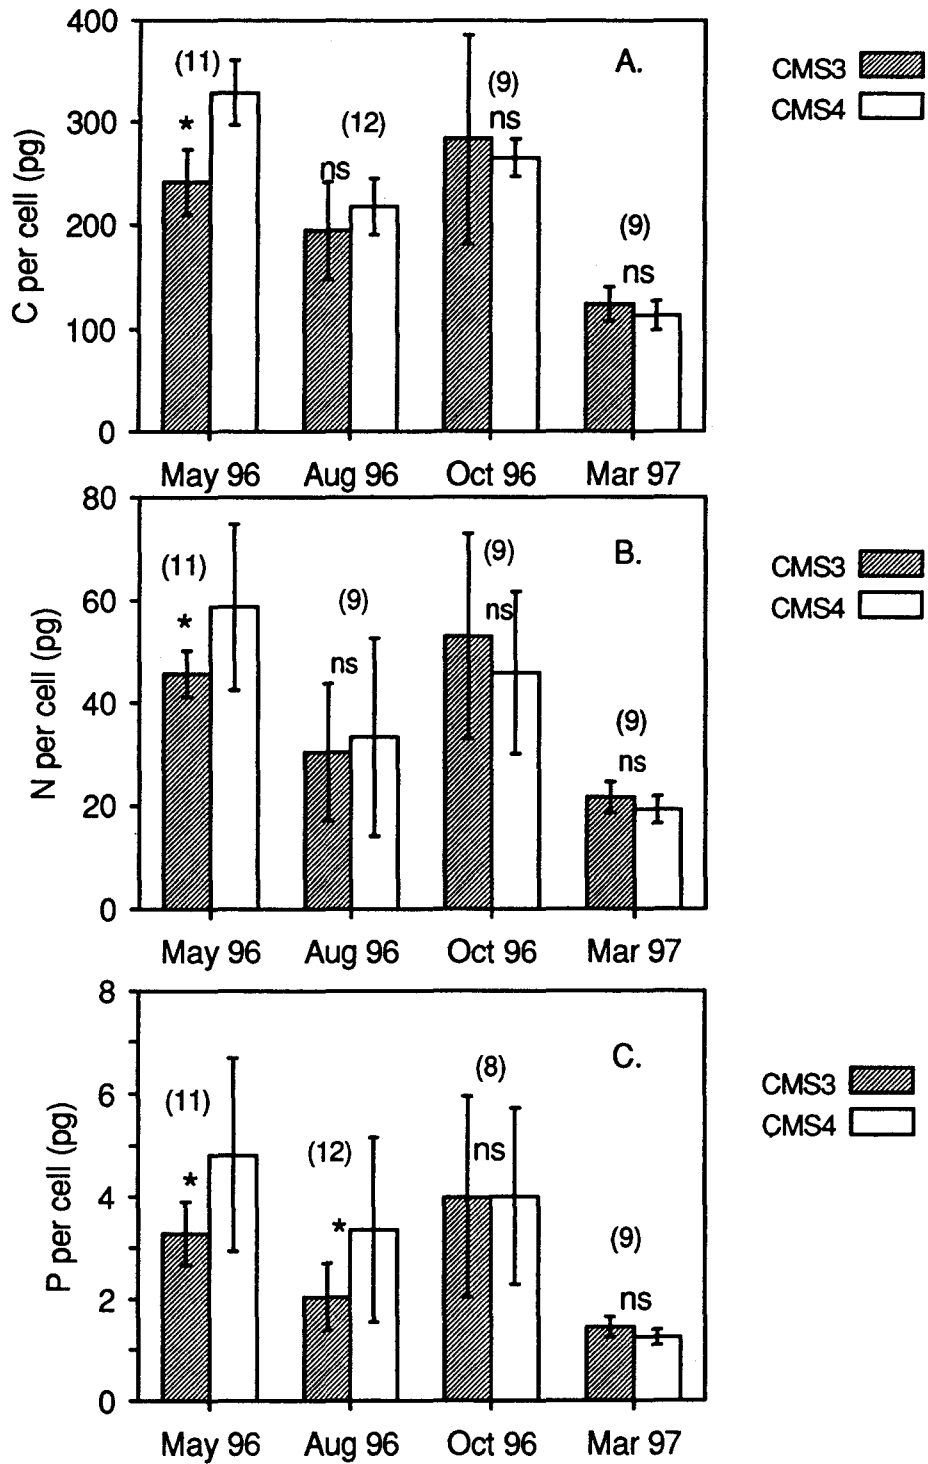 400
300
200
100
0
C per cell (pg)
(11)
*
(12)
ns
(9)
ns
(9)
ns
A.
CMS3
CMS4
May 96 Aug 96 Oct 96 Mar 97
80
60
40
20
0
N per cell (pg)
(11)
*
(9)
ns
(9)
ns
(9)
ns
B.
CMS3
CMS4
May 96 Aug 96 Oct 96 Mar 97
8
6
4
2
0
P per cell (pg)
(11)
*
(12)
*
(8)
ns
(9)
ns
C.
CMS3
CMS4
May 96 Aug 96 Oct 96 Mar 97